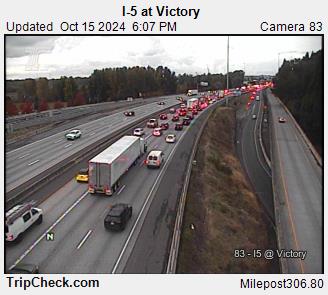 I-5 at Victory
Updated Oct 15 2024 6:07 PM Camera 83
N
83 - I5 @ Victory
TripCheck.com Milepost306.80